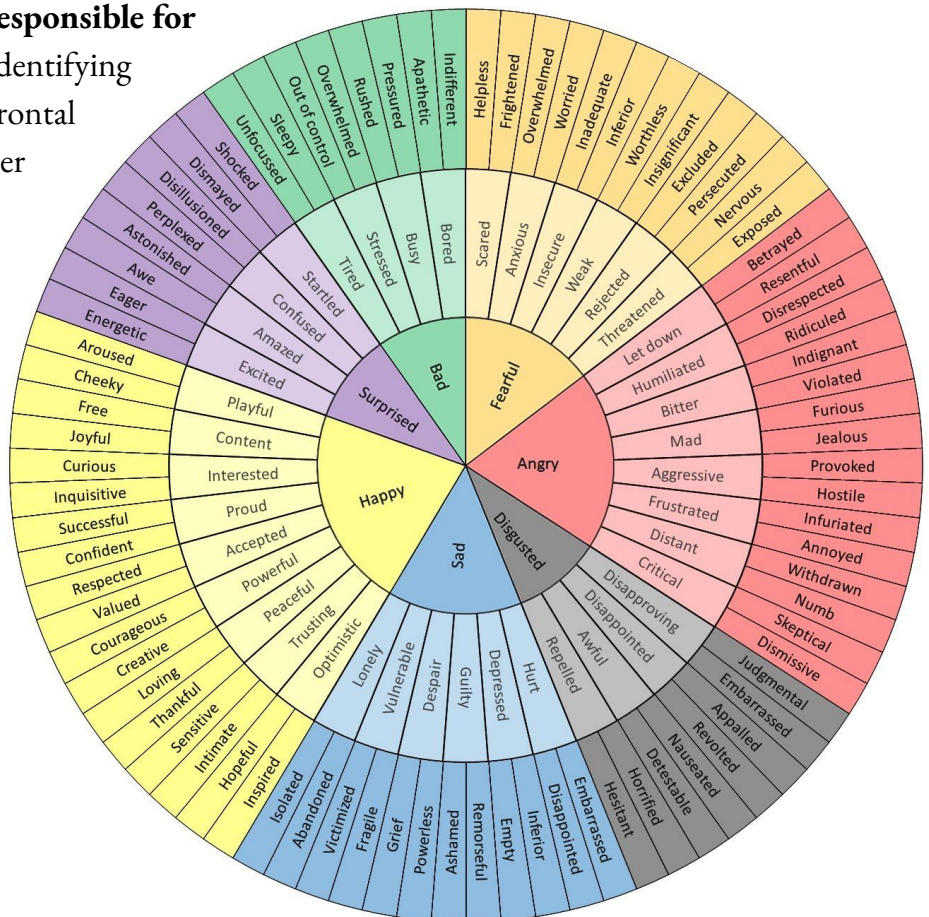 esponsible for
dentifying
rontal
er
Bad
Fearful
Angry
Disgusted
Sad
Happy
Surprised
Tired
Stressed
Busy
Bored
Scared
Anxious
Insecure
Weak
Rejected
Threatened
Let down
Humiliated
Bitter
Mad
Aggressive
Frustrated
Distant
Critical
Disapproving
Disappointed
Awful
Repelled
Hurt
Depressed
Guilty
Despair
Vulnerable
Lonely
Optimistic
Trusting
Peaceful
Powerful
Accepted
Proud
Interested
Content
Playful
Excited
Amazed
Confused
Startled
Unfocussed
Sleepy
Out of control
Overwhelmed
Rushed
Pressured
Apathetic
Indifferent
Helpless
Frightened
Overwhelmed
Worried
Inadequate
Inferior
Worthless
Insignificant
Excluded
Persecuted
Nervous
Exposed
Betrayed
Resentful
Disrespected
Ridiculed
Indignant
Violated
Furious
Jealous
Provoked
Hostile
Infuriated
Annoyed
Withdrawn
Numb
Skeptical
Dismissive
Judgmental
Embarrassed
Appalled
Revolted
Nauseated
Detestable
Horrified
Hesitant
Embarrassed
Disappointed
Inferior
Empty
Remorseful
Ashamed
Powerless
Grief
Fragile
Victimized
Abandoned
Isolated
Inspired
Hopeful
Intimate
Sensitive
Thankful
Loving
Creative
Courageous
Valued
Respected
Confident
Successful
Inquisitive
Curious
Joyful
Free
Cheeky
Aroused
Energetic
Eager
Awe
Astonished
Perplexed
Disillusioned
Dismayed
Shocked